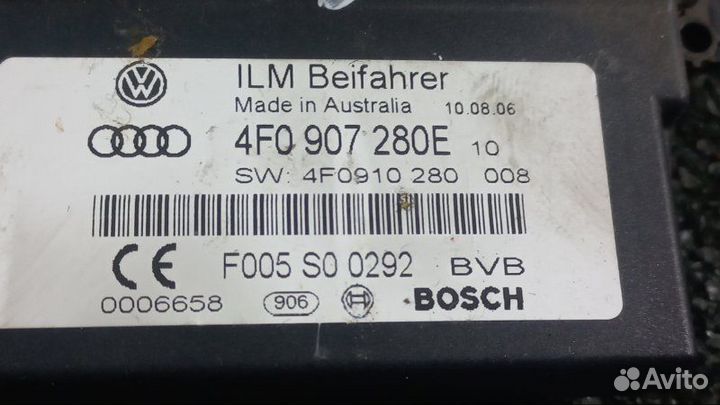 ILM Beifahrer
Made in Australia 10.08.06
4F0 907 280E 10
SW: 4F0910 280 008
F005 S0 0292 BVB
0006658 906 BOSCH
Avito